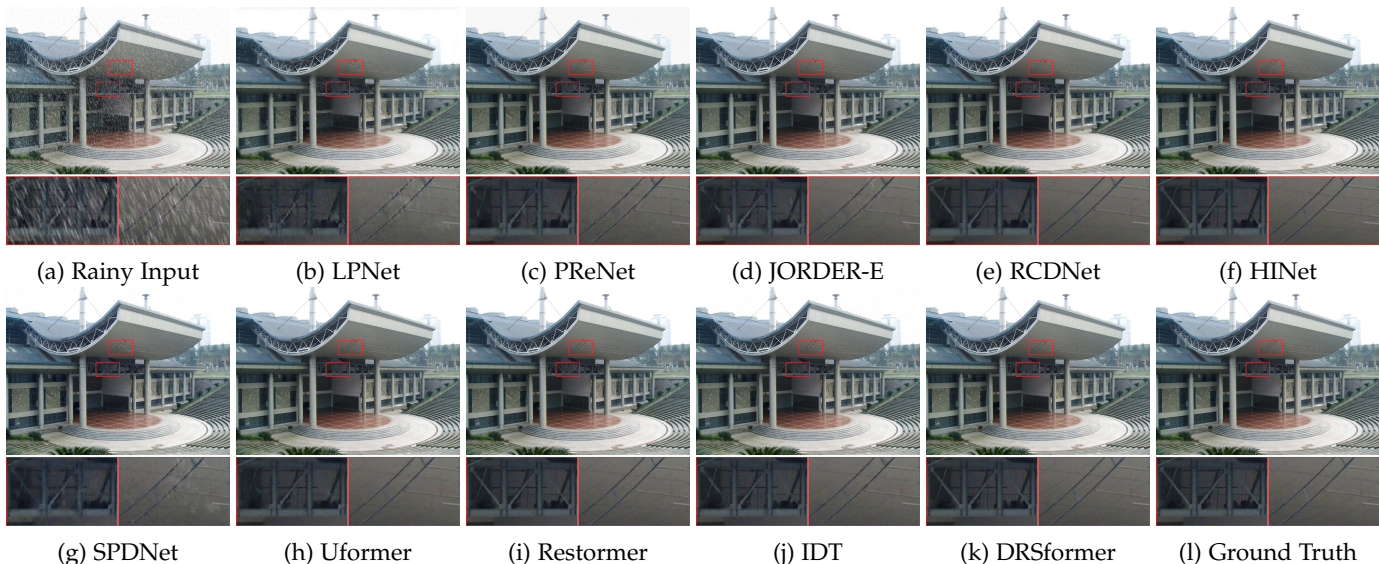 (a) Rainy Input (b) LPNet (c) PReNet (d) JORDER-E (e) RCDNet (f) HINet
(g) SPDNet (h) Uformer (i) Restormer (j) IDT (k) DRSformer (l) Ground Truth